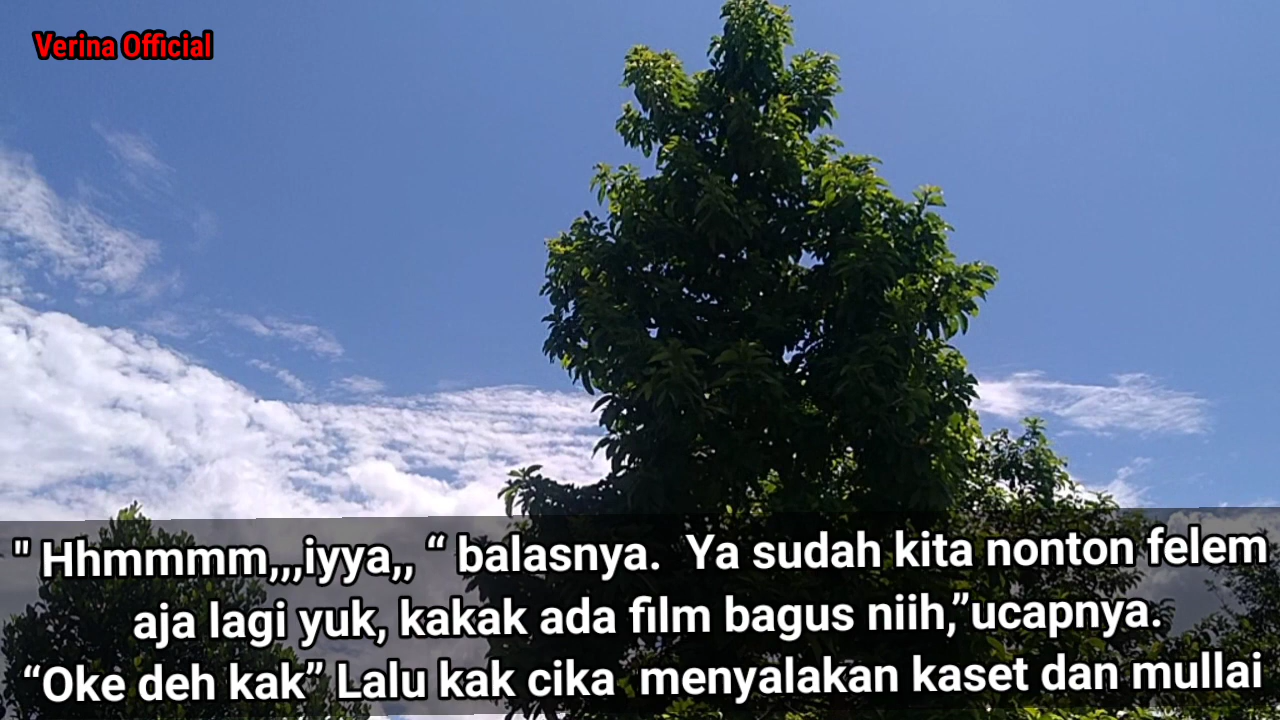 Verina Official
" Hhmmmm,,,iyya,, “ balasnya.  Ya sudah kita nonton felem
aja lagi yuk, kakak ada film bagus niih,”ucapnya.
“Oke deh kak” Lalu kak cika  menyalakan kaset dan mullai